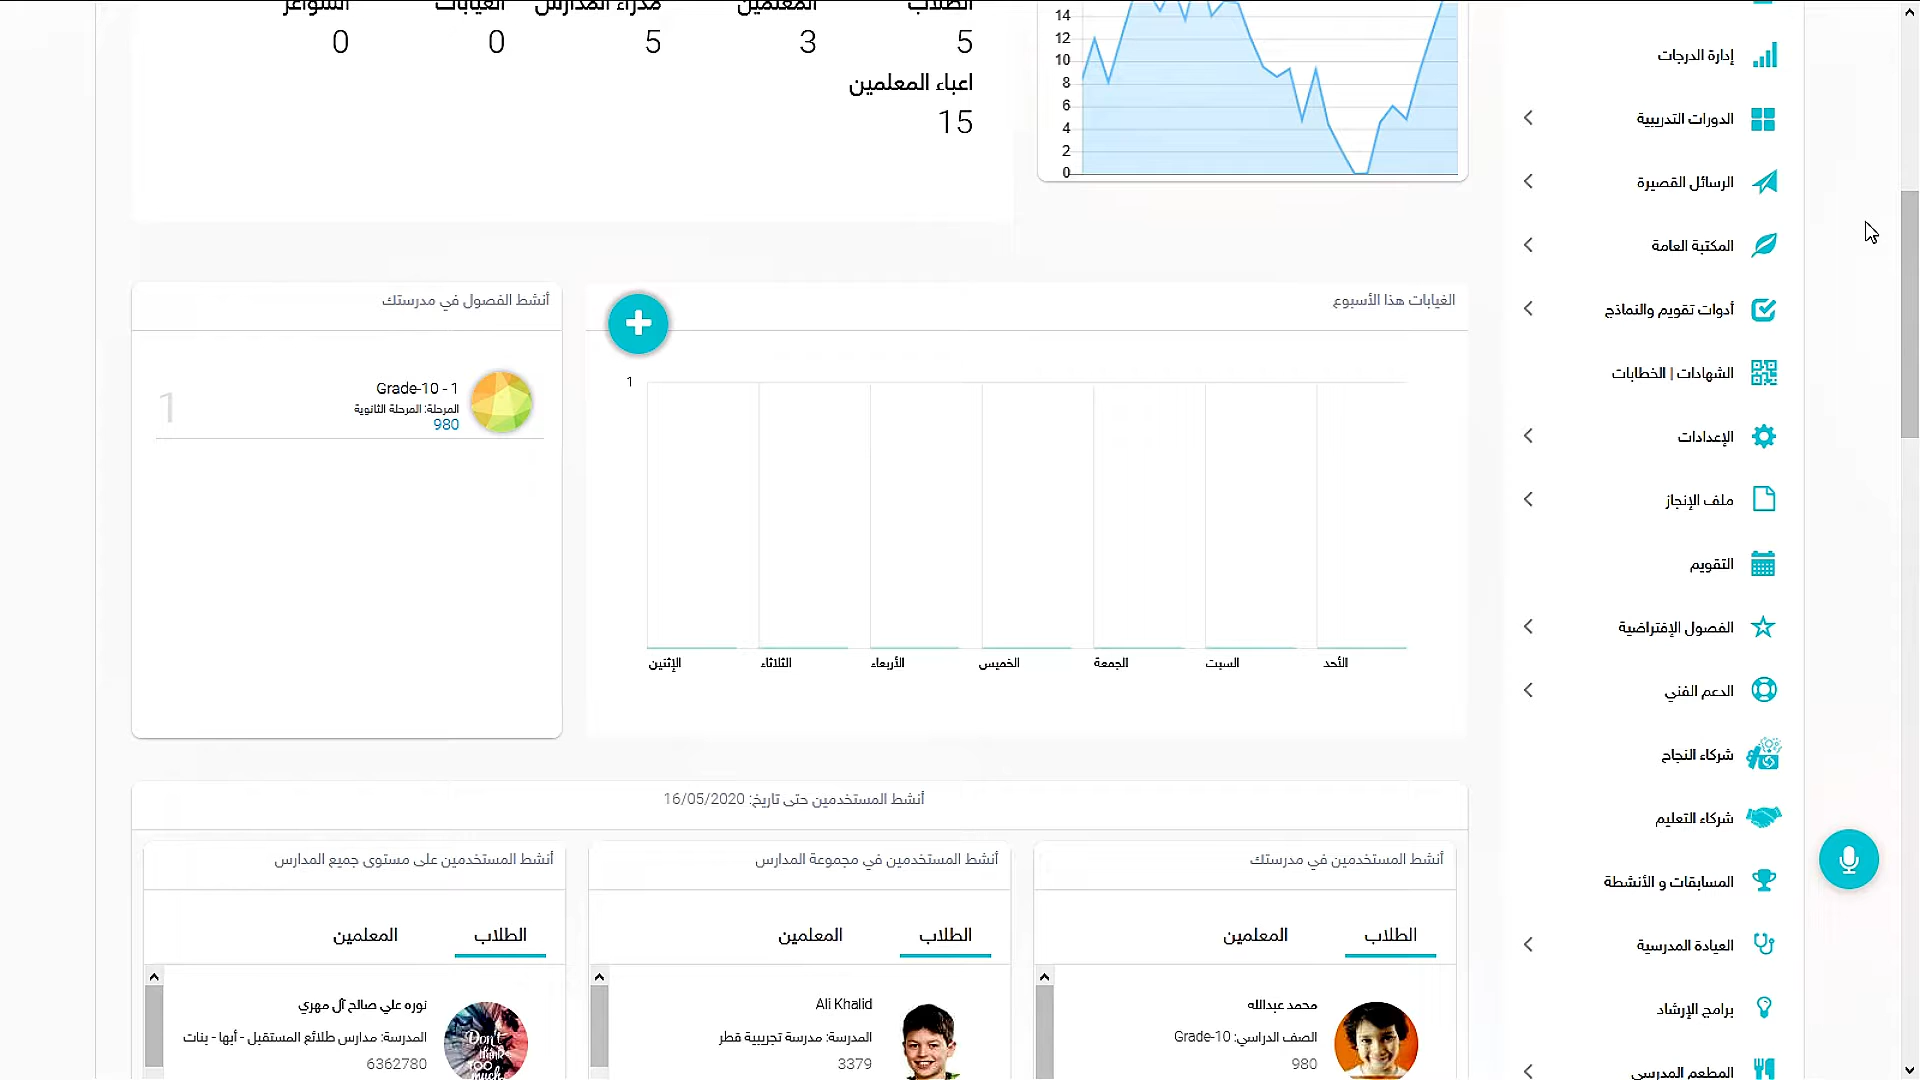 إدارة الدرجات
الدورات التدريبية
الرسائل القصيرة
المكتبة العامة
أدوات تقويم والنماذج
الشهادات | الخطابات
الإعدادات
ملف الإنجاز
التقويم
الفصول الإفتراضية
الدعم الفني
شركاء النجاح
شركاء التعليم
المسابقات و الأنشطة
العيادة المدرسية
برامج الإرشاد
المطعم المدرسي
14
12
10
8
6
4
2
0
الطلاب المعلمين مدراء المدارس الغيابات الشواغر
5 3 5 0 0
اعباء المعلمين
15
الغيابات هذا الأسبوع
1
الأحد السبت الجمعة الخميس الأربعاء الثلاثاء الإثنين
أنشط الفصول في مدرستك
Grade-10 - 1
المرحلة: المرحلة الثانوية
980
1
أنشط المستخدمين حتى تاريخ: 16/05/2020
أنشط المستخدمين في مدرستك
الطلاب المعلمين
محمد عبدالله
الصف الدراسي: Grade-10
980
أنشط المستخدمين في مجموعة المدارس
الطلاب المعلمين
Ali Khalid
المدرسة: مدرسة تجريبية قطر
3379
أنشط المستخدمين على مستوى جميع المدارس
الطلاب المعلمين
نوره علي صالح آل مهري
المدرسة: مدارس طلائع المستقبل - أبها - بنات
6362780
Don't
think
too
much